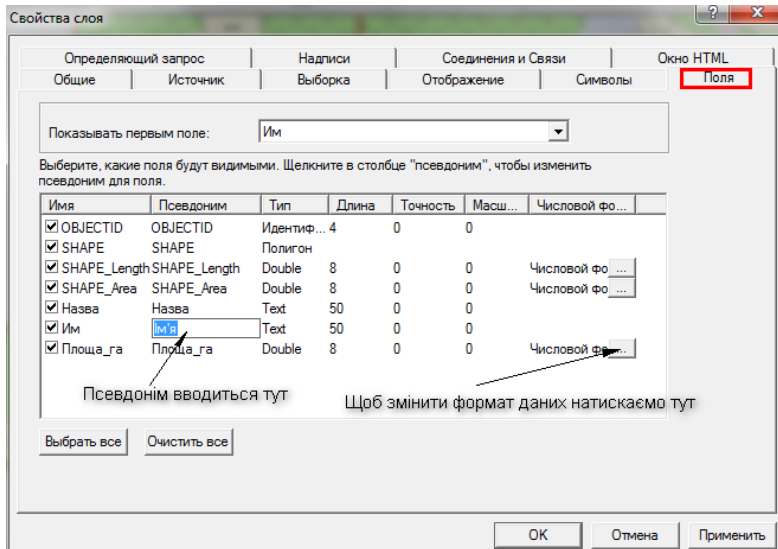 Свойства слоя
Определяющий запрос Надписи Соединения и Связи Окно HTML
Общие Источник Выборка Отображение Символы Поля
Показывать первым поле: Им
Выберите, какие поля будут видимыми. Щелкните в столбце "псевдоним", чтобы изменить
псевдоним для поля.
Имя Псевдоним Тип Длина Точность Масш... Числовой фо...
OBJECTID OBJECTID Идентиф... 4 0 0
SHAPE SHAPE Полигон
SHAPE_Length SHAPE_Length Double 8 0 0 Числовой фо ...
SHAPE_Area SHAPE_Area Double 8 0 0 Числовой фо ...
Назва Назва Text 50 0 0
Им Ім'я Text 50 0 0
Площа_га Площа_га Double 8 0 0 Числовой фо ...
Псевдонім вводиться тут
Щоб змінити формат даних натискаємо тут
Выбрать все Очистить все
OK Отмена Применить